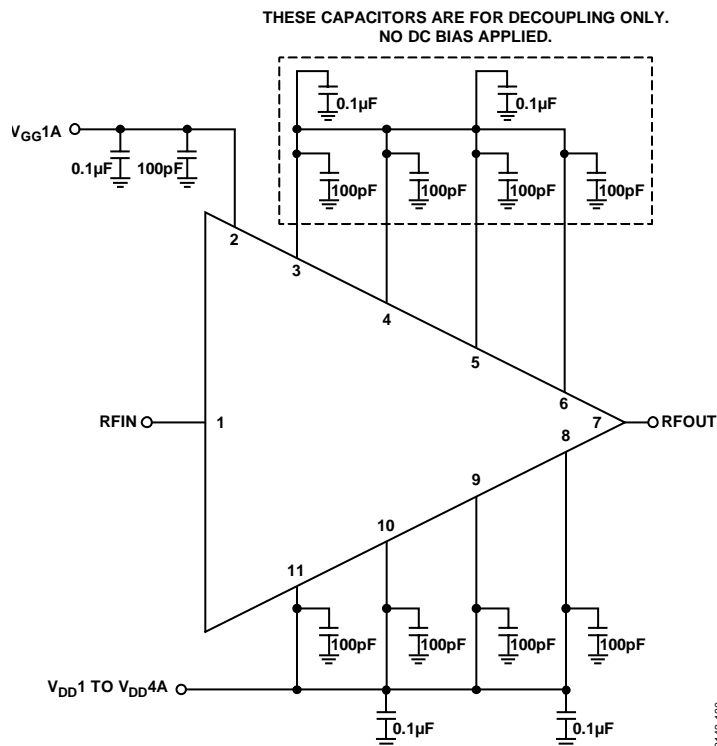 THESE CAPACITORS ARE FOR DECOUPLING ONLY.
NO DC BIAS APPLIED.
0.1µF
0.1µF
VGG1A
0.1µF
100pF
100pF
100pF
100pF
100pF
2
3
4
5
6
RFIN
1
7
RFOUT
8
9
10
11
100pF
100pF
100pF
100pF
VDD1 TO VDD4A
0.1µF
0.1µF